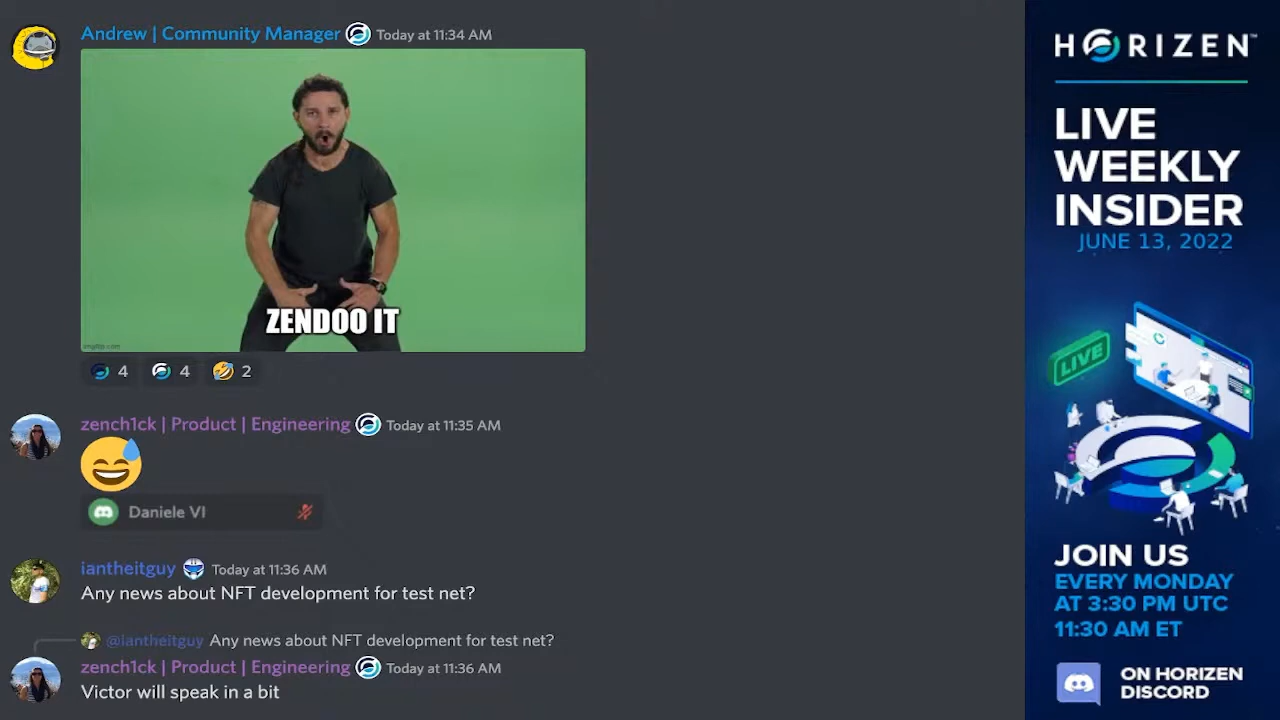 Andrew | Community Manager Today at 11:34 AM
ZENDOO IT
imgflip.com
4 4 2
zench1ck | Product | Engineering Today at 11:35 AM
Daniele VI
iantheitguy Today at 11:36 AM
Any news about NFT development for test net?
@iantheitguy Any news about NFT development for test net?
zench1ck | Product | Engineering Today at 11:36 AM
Victor will speak in a bit
HORIZEN™
LIVE
WEEKLY
INSIDER
JUNE 13, 2022
LIVE
JOIN US
EVERY MONDAY
AT 3:30 PM UTC
11:30 AM ET
ON HORIZEN
DISCORD